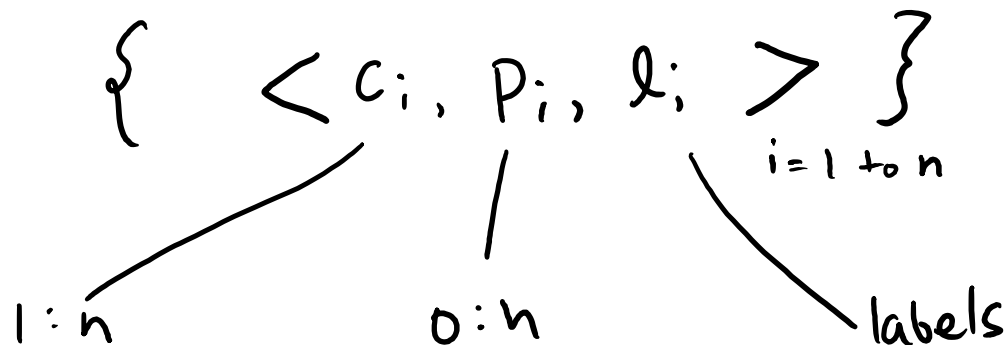 { < cᵢ, pᵢ, lᵢ > }
i = 1 to n
1 : n 0 : n labels